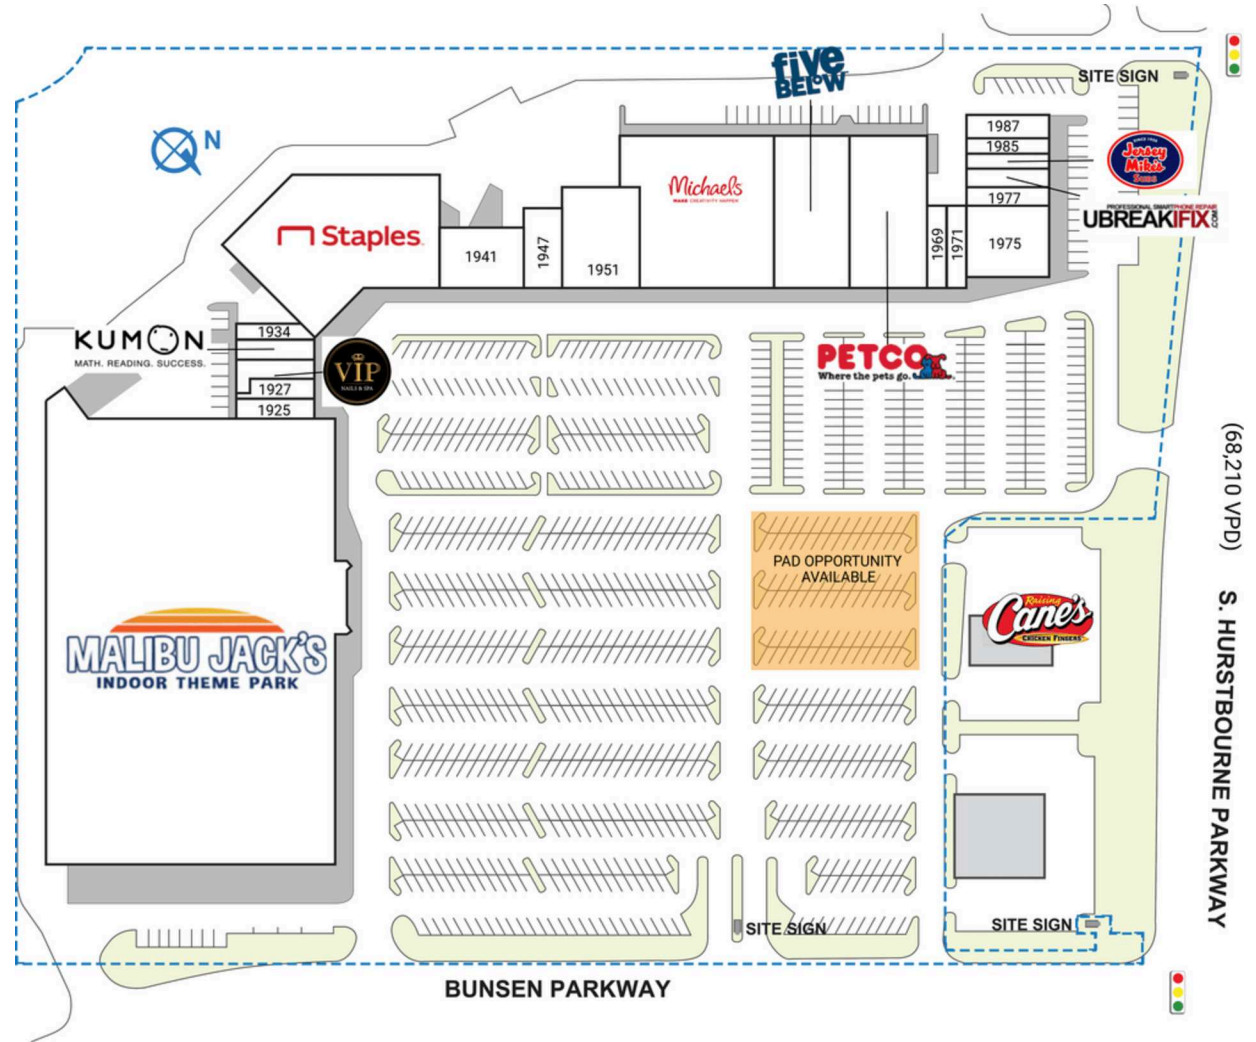 five
BELOW
SITE SIGN
N
1987
1985
SINCE 1956
Jersey
Mike's
SUBS
1977
PROFESSIONAL SMARTPHONE REPAIR
UBREAKIFIX
.COM
Michaels
MAKE CREATIVITY HAPPEN
Staples.
1941
1947
1951
1969
1971
1975
KUMON
MATH. READING. SUCCESS.
1934
VIP
NAILS & SPA
1927
1925
PETCO
Where the pets go.
(68,210 VPD)
S. HURSTBOURNE PARKWAY
PAD OPPORTUNITY
AVAILABLE
Raising
Cane's
CHICKEN FINGERS
MALIBU JACK'S
INDOOR THEME PARK
SITE SIGN
SITE SIGN
BUNSEN PARKWAY